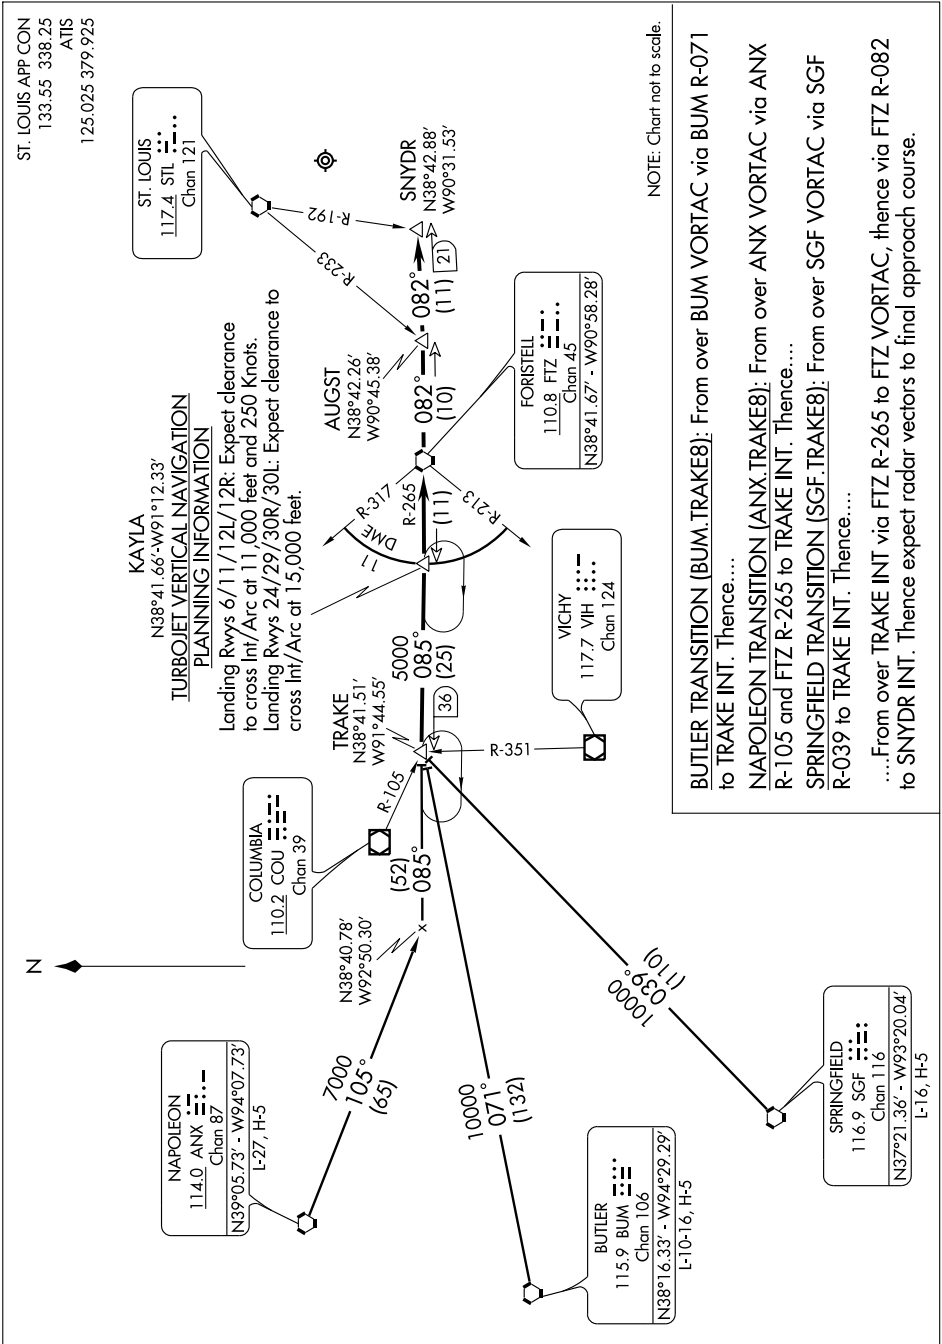 ST. LOUIS APP CON
133.55 338.25
ATIS
125.025 379.925
ST. LOUIS
117.4 STL
Chan 121
R-192
R-233
SNYDR
N38°42.88'
W90°31.53'
21
082°
(11)
AUGST
N38°42.26'
W90°45.38'
082°
(10)
FORISTELL
110.8 FTZ
Chan 45
N38°41.67' - W90°58.28'
R-317
R-265
R-213
(11)
11 DME
KAYLA
N38°41.66'-W91°12.33'
TURBOJET VERTICAL NAVIGATION
PLANNING INFORMATION
Landing Rwys 6/11/12L/12R: Expect clearance
to cross Int/Arc at 11,000 feet and 250 Knots.
Landing Rwys 24/29/30R/30L: Expect clearance to
cross Int/Arc at 15,000 feet.
5000
085°
(25)
TRAKE
N38°41.51'
W91°44.55'
36
R-351
VICHY
117.7 VIH
Chan 124
COLUMBIA
110.2 COU
Chan 39
R-105
(52)
085°
N38°40.78'
W92°50.30'
x
N
NAPOLEON
114.0 ANX
Chan 87
N39°05.73' - W94°07.73'
L-27, H-5
7000
105°
(65)
10000
071°
(132)
BUTLER
115.9 BUM
Chan 106
N38°16.33' - W94°29.29'
L-10-16, H-5
10000
039°
(110)
SPRINGFIELD
116.9 SGF
Chan 116
N37°21.36' - W93°20.04'
L-16, H-5
NOTE: Chart not to scale.
BUTLER TRANSITION (BUM.TRAKE8): From over BUM VORTAC via BUM R-071
to TRAKE INT. Thence....
NAPOLEON TRANSITION (ANX.TRAKE8): From over ANX VORTAC via ANX
R-105 and FTZ R-265 to TRAKE INT. Thence....
SPRINGFIELD TRANSITION (SGF.TRAKE8): From over SGF VORTAC via SGF
R-039 to TRAKE INT. Thence....
....From over TRAKE INT via FTZ R-265 to FTZ VORTAC, thence via FTZ R-082
to SNYDR INT. Thence expect radar vectors to final approach course.